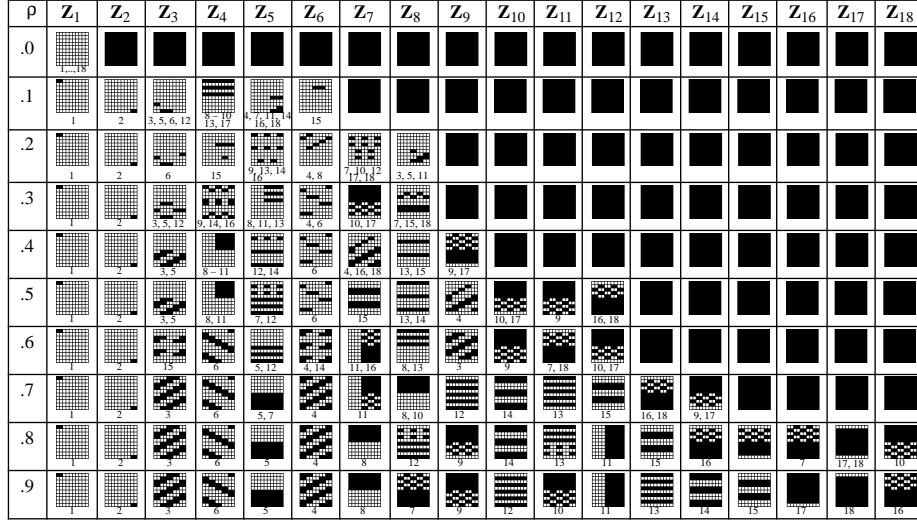 ρ Z1 Z2 Z3 Z4 Z5 Z6 Z7 Z8 Z9 Z10 Z11 Z12 Z13 Z14 Z15 Z16 Z17 Z18
.0
1,..,18
.1
1 2 3, 5, 6, 12 8 – 10 4, 7, 11, 14 15
13, 17 16, 18
.2
1 2 6 15 9, 13, 14 4, 8 7, 10, 12 3, 5, 11
16 17, 18
.3
1 2 3, 5, 12 9, 14, 16 8, 11, 13 4, 6 10, 17 7, 15, 18
.4
1 2 3, 5 8 – 11 12, 14 6 4, 16, 18 13, 15 9, 17
.5
1 2 3, 5 8, 11 7, 12 6 15 13, 14 4 10, 17 9 16, 18
.6
1 2 15 6 5, 12 4, 14 11, 16 8, 13 3 9 7, 18 10, 17
.7
1 2 3 6 5, 7 4 11 8, 10 12 14 13 15 16, 18 9, 17
.8
1 2 3 6 5 4 8 12 9 14 13 11 15 16 7 17, 18 10
.9
1 2 3 6 5 4 8 7 9 12 10 11 13 14 15 17 18 16